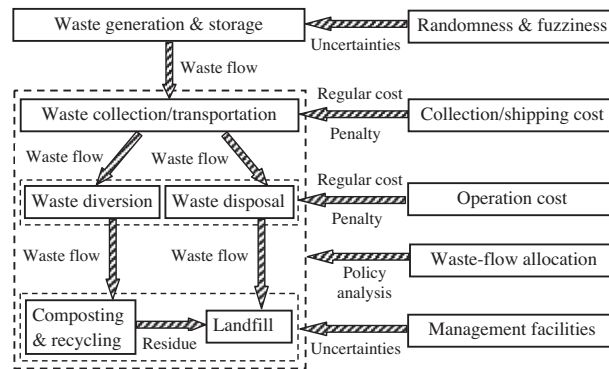 Waste generation & storage
Uncertainties
Randomness & fuzziness
Waste flow
Waste collection/transportation
Regular cost
Penalty
Collection/shipping cost
Waste flow
Waste flow
Waste diversion
Waste disposal
Regular cost
Penalty
Operation cost
Waste flow
Waste flow
Policy
analysis
Waste-flow allocation
Composting
& recycling
Residue
Landfill
Uncertainties
Management facilities